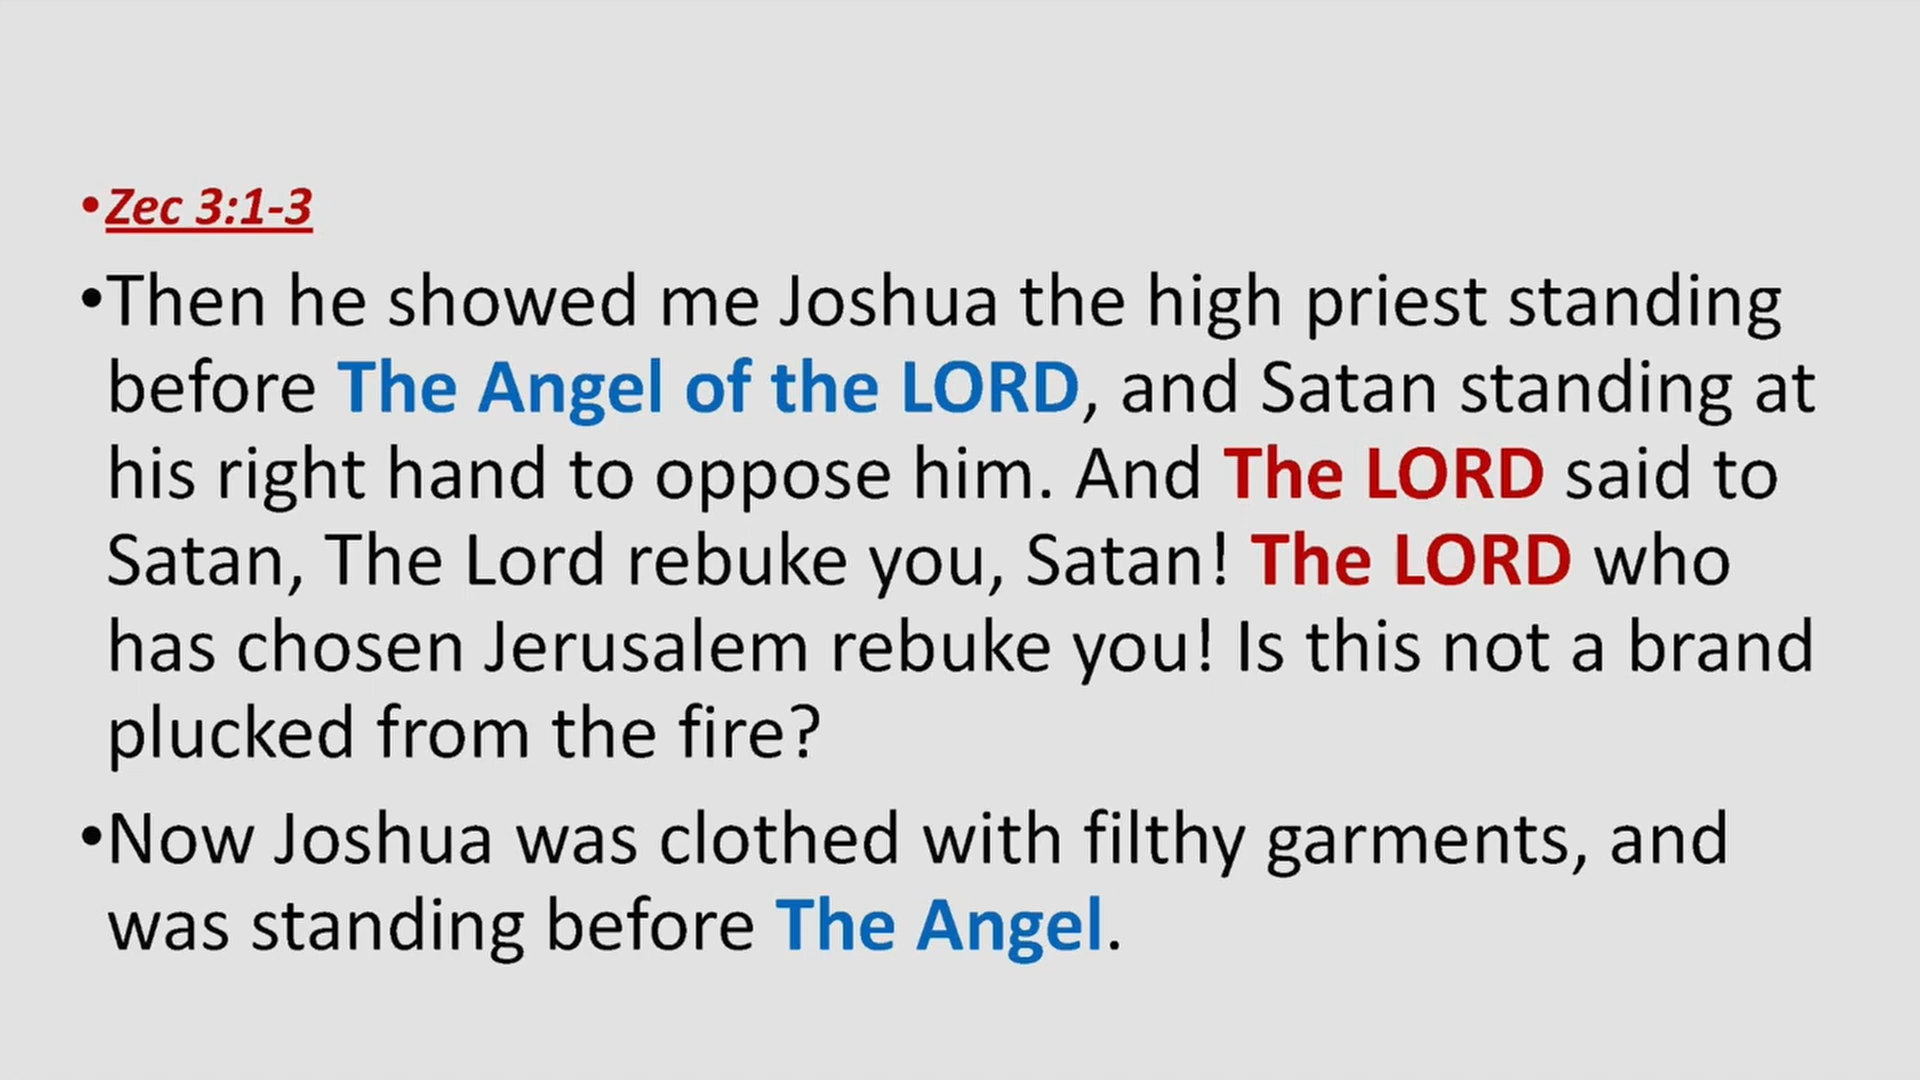 •Zec 3:1-3
•Then he showed me Joshua the high priest standing
before The Angel of the LORD, and Satan standing at
his right hand to oppose him. And The LORD said to
Satan, The Lord rebuke you, Satan! The LORD who
has chosen Jerusalem rebuke you! Is this not a brand
plucked from the fire?
•Now Joshua was clothed with filthy garments, and
was standing before The Angel.